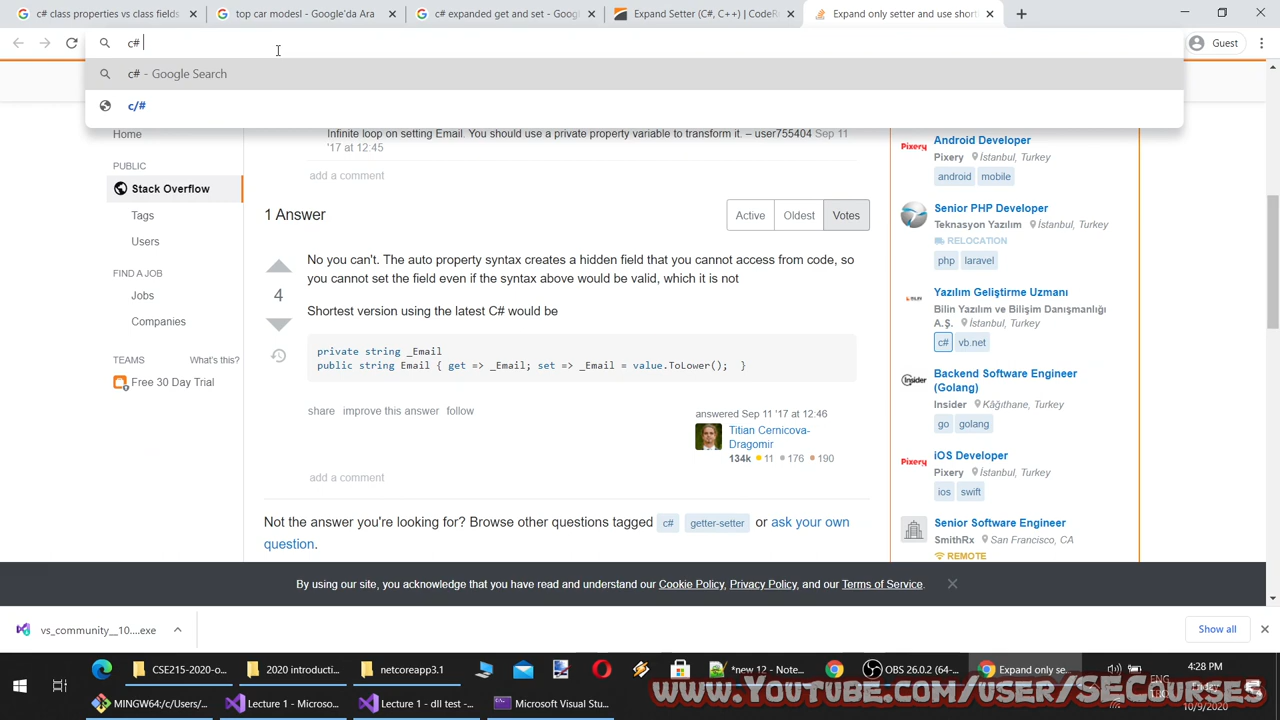 c# class properties vs class fields
top car modesl - Google'da Ara
c# expanded get and set - Goog
Expand Setter (C#, C++) | CodeR
Expand only setter and use short
c#
Guest
c# - Google Search
c/#
Home
PUBLIC
Stack Overflow
Tags
Users
FIND A JOB
Jobs
Companies
TEAMS What's this?
Free 30 Day Trial
Infinite loop on setting Email. You should use a private property variable to transform it. – user755404 Sep 11
'17 at 12:45
add a comment
1 Answer
Active Oldest Votes
No you can't. The auto property syntax creates a hidden field that you cannot access from code, so
you cannot set the field even if the syntax above would be valid, which it is not
4
Shortest version using the latest C# would be
private string _Email
public string Email { get => _Email; set => _Email = value.ToLower(); }
share improve this answer follow
answered Sep 11 '17 at 12:46
Titian Cernicova-
Dragomir
134k 11 176 190
add a comment
Not the answer you're looking for? Browse other questions tagged c# getter-setter or ask your own
question.
Android Developer
Pixery İstanbul, Turkey
android mobile
Senior PHP Developer
Teknasyon Yazılım İstanbul, Turkey
RELOCATION
php laravel
Yazılım Geliştirme Uzmanı
Bilin Yazılım ve Bilişim Danışmanlığı
A.Ş. İstanbul, Turkey
c# vb.net
Backend Software Engineer
(Golang)
Insider Kâğıthane, Turkey
go golang
iOS Developer
Pixery İstanbul, Turkey
ios swift
Senior Software Engineer
SmithRx San Francisco, CA
REMOTE
By using our site, you acknowledge that you have read and understand our Cookie Policy, Privacy Policy, and our Terms of Service.
vs_community__10....exe
Show all
CSE215-2020-o...
2020 introducti...
netcoreapp3.1
*new 12 - Note...
OBS 26.0.2 (64-...
Expand only se...
4:28 PM
Friday
10/9/2020
ENG
MINGW64:/c/Users/...
Lecture 1 - Microso...
Lecture 1 - dll test -...
Microsoft Visual Stu...
www.YouTube.com/user/SECourses